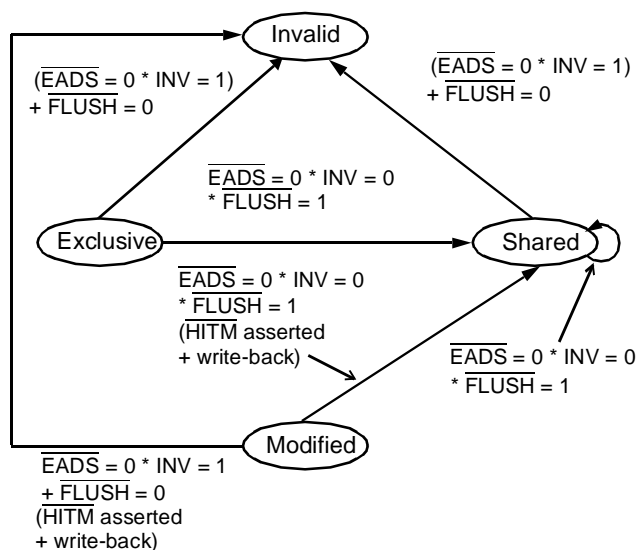 Invalid
(EADS = 0 * INV = 1)
+ FLUSH = 0
(EADS = 0 * INV = 1)
+ FLUSH = 0
EADS = 0 * INV = 0
* FLUSH = 1
Exclusive
Shared
EADS = 0 * INV = 0
* FLUSH = 1
(HITM asserted
+ write-back)
EADS = 0 * INV = 0
* FLUSH = 1
Modified
EADS = 0 * INV = 1
+ FLUSH = 0
(HITM asserted
+ write-back)